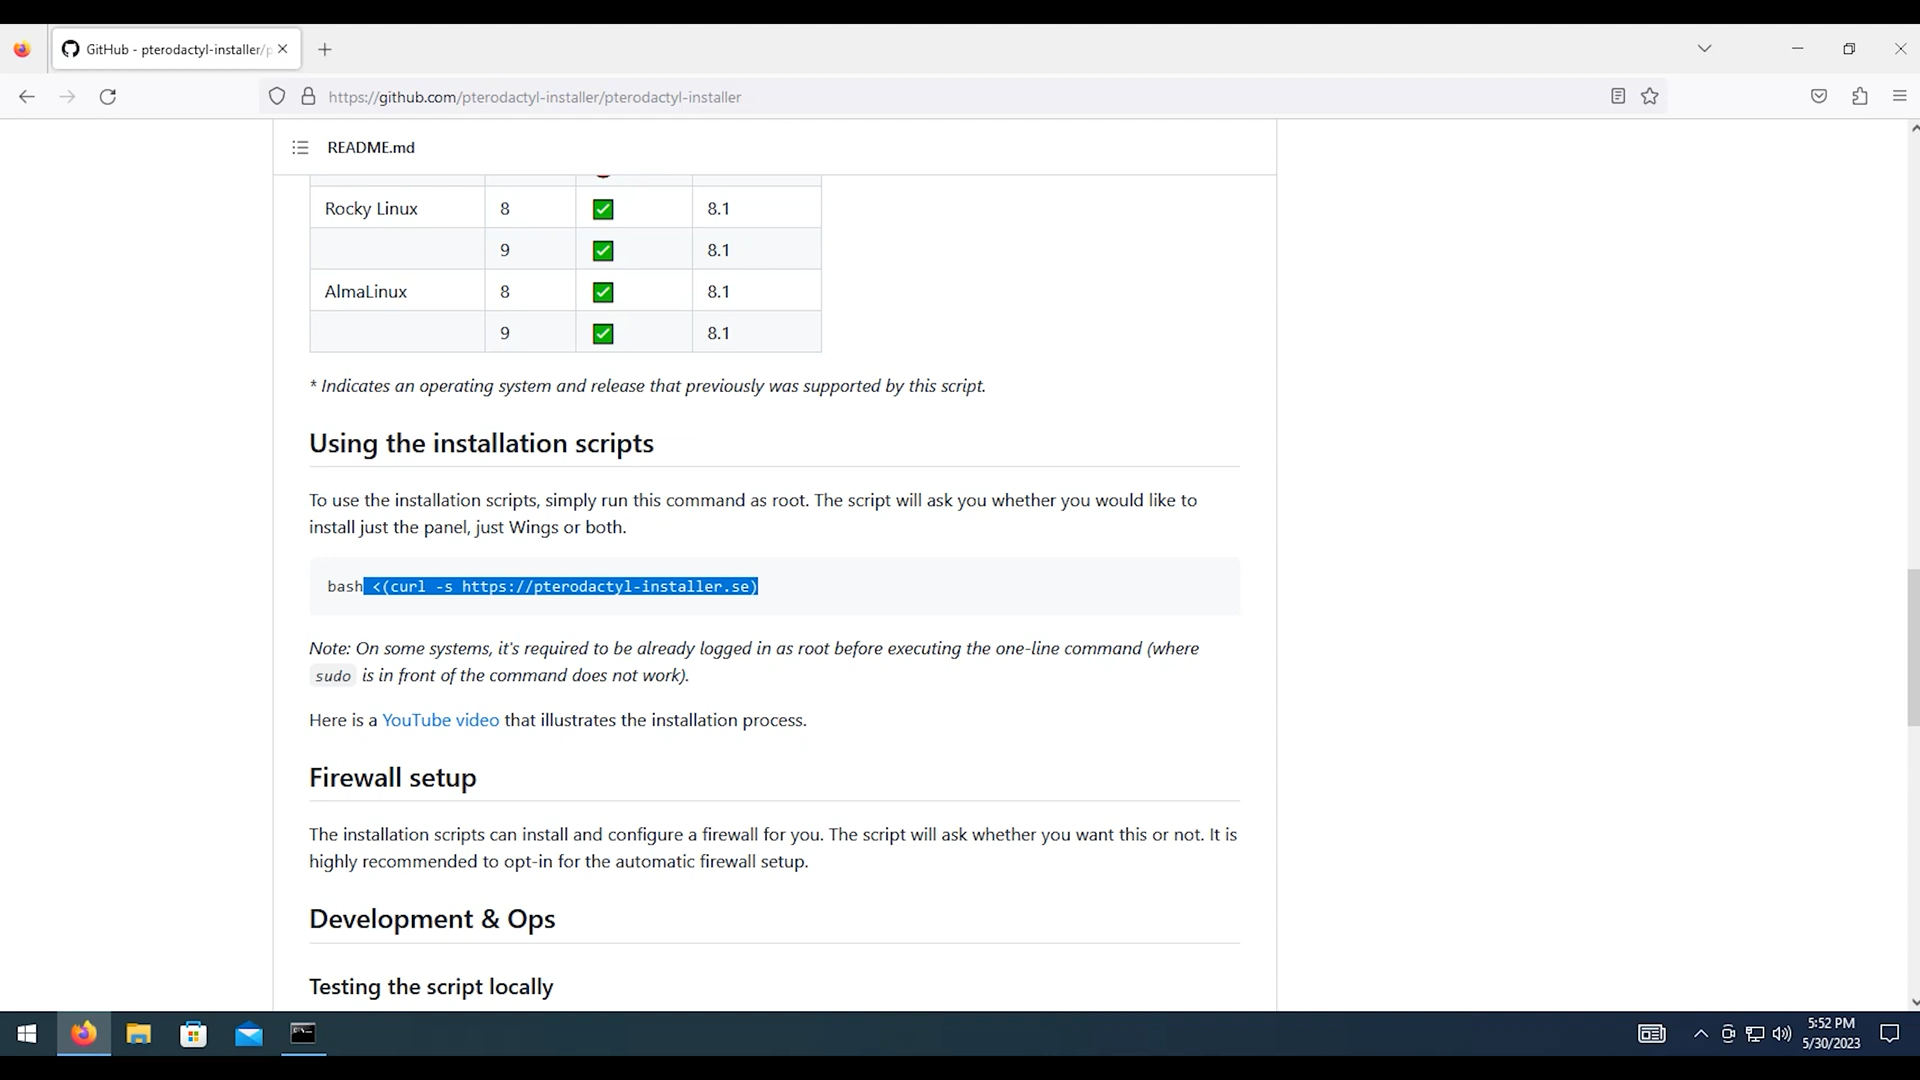 GitHub - pterodactyl-installer/p
https://github.com/pterodactyl-installer/pterodactyl-installer
README.md
Rocky Linux 8 8.1
9 8.1
AlmaLinux 8 8.1
9 8.1
* Indicates an operating system and release that previously was supported by this script.
Using the installation scripts
To use the installation scripts, simply run this command as root. The script will ask you whether you would like to
install just the panel, just Wings or both.
bash <(curl -s https://pterodactyl-installer.se)
Note: On some systems, it's required to be already logged in as root before executing the one-line command (where
sudo is in front of the command does not work).
Here is a YouTube video that illustrates the installation process.
Firewall setup
The installation scripts can install and configure a firewall for you. The script will ask whether you want this or not. It is
highly recommended to opt-in for the automatic firewall setup.
Development & Ops
Testing the script locally
5:52 PM
5/30/2023